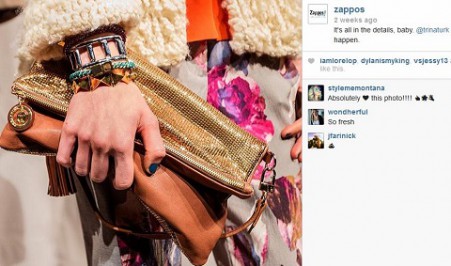 Zappos!
zappos
2 weeks ago
It's all in the details, baby. @trinaturk
happen.
iamlorelop dylanismyking vsjessy13
like this.
stylememontana
Absolutely ♥ this photo!!!!
wondherful
So fresh
jfarinick